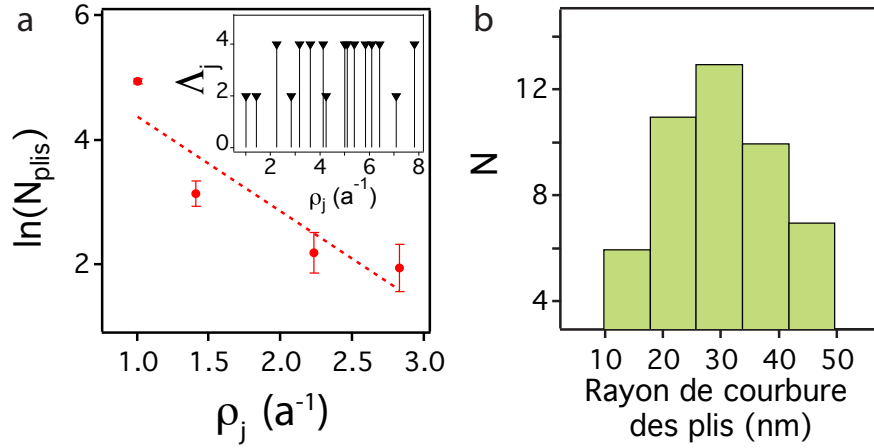 a
6
4
2
ln(N_plis)
1.0 1.5 2.0 2.5 3.0
ρ_j (a⁻¹)
4
2
0
Λ_j
2 4 6 8
ρ_j (a⁻¹)
b
12
8
4
N
10 20 30 40 50
Rayon de courbure
des plis (nm)